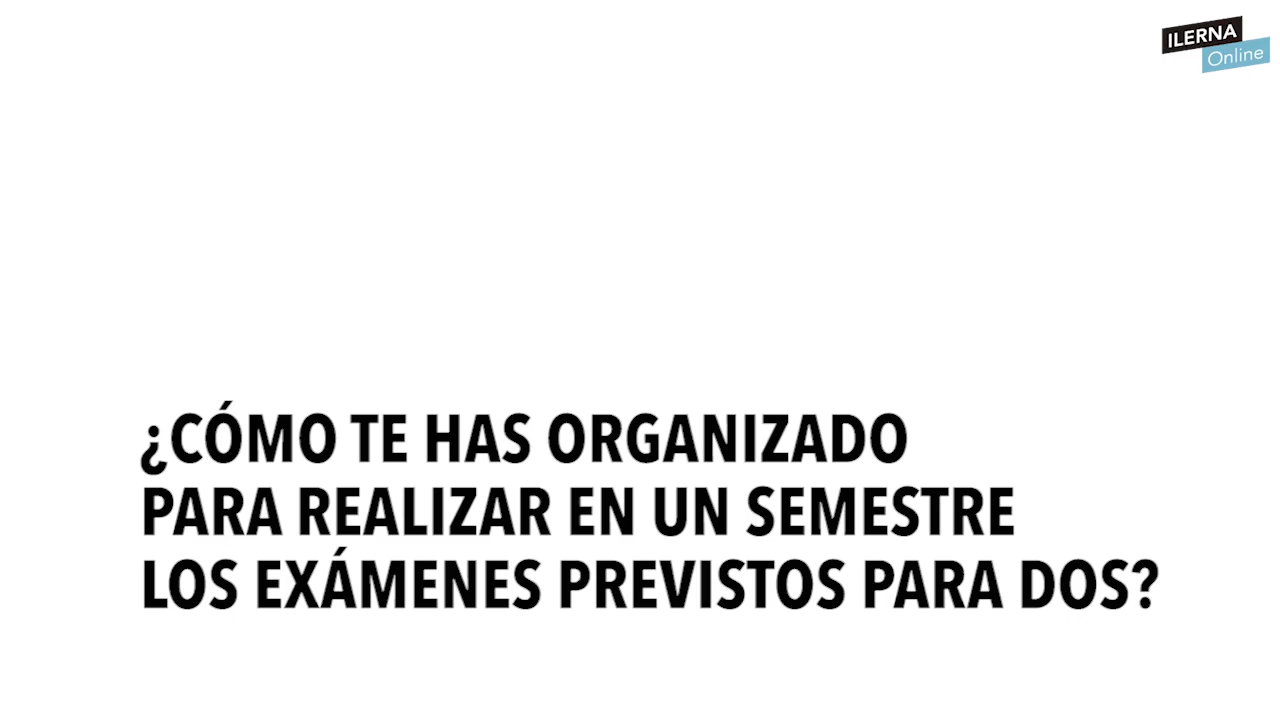 ILERNA
Online
¿CÓMO TE HAS ORGANIZADO
PARA REALIZAR EN UN SEMESTRE
LOS EXÁMENES PREVISTOS PARA DOS?